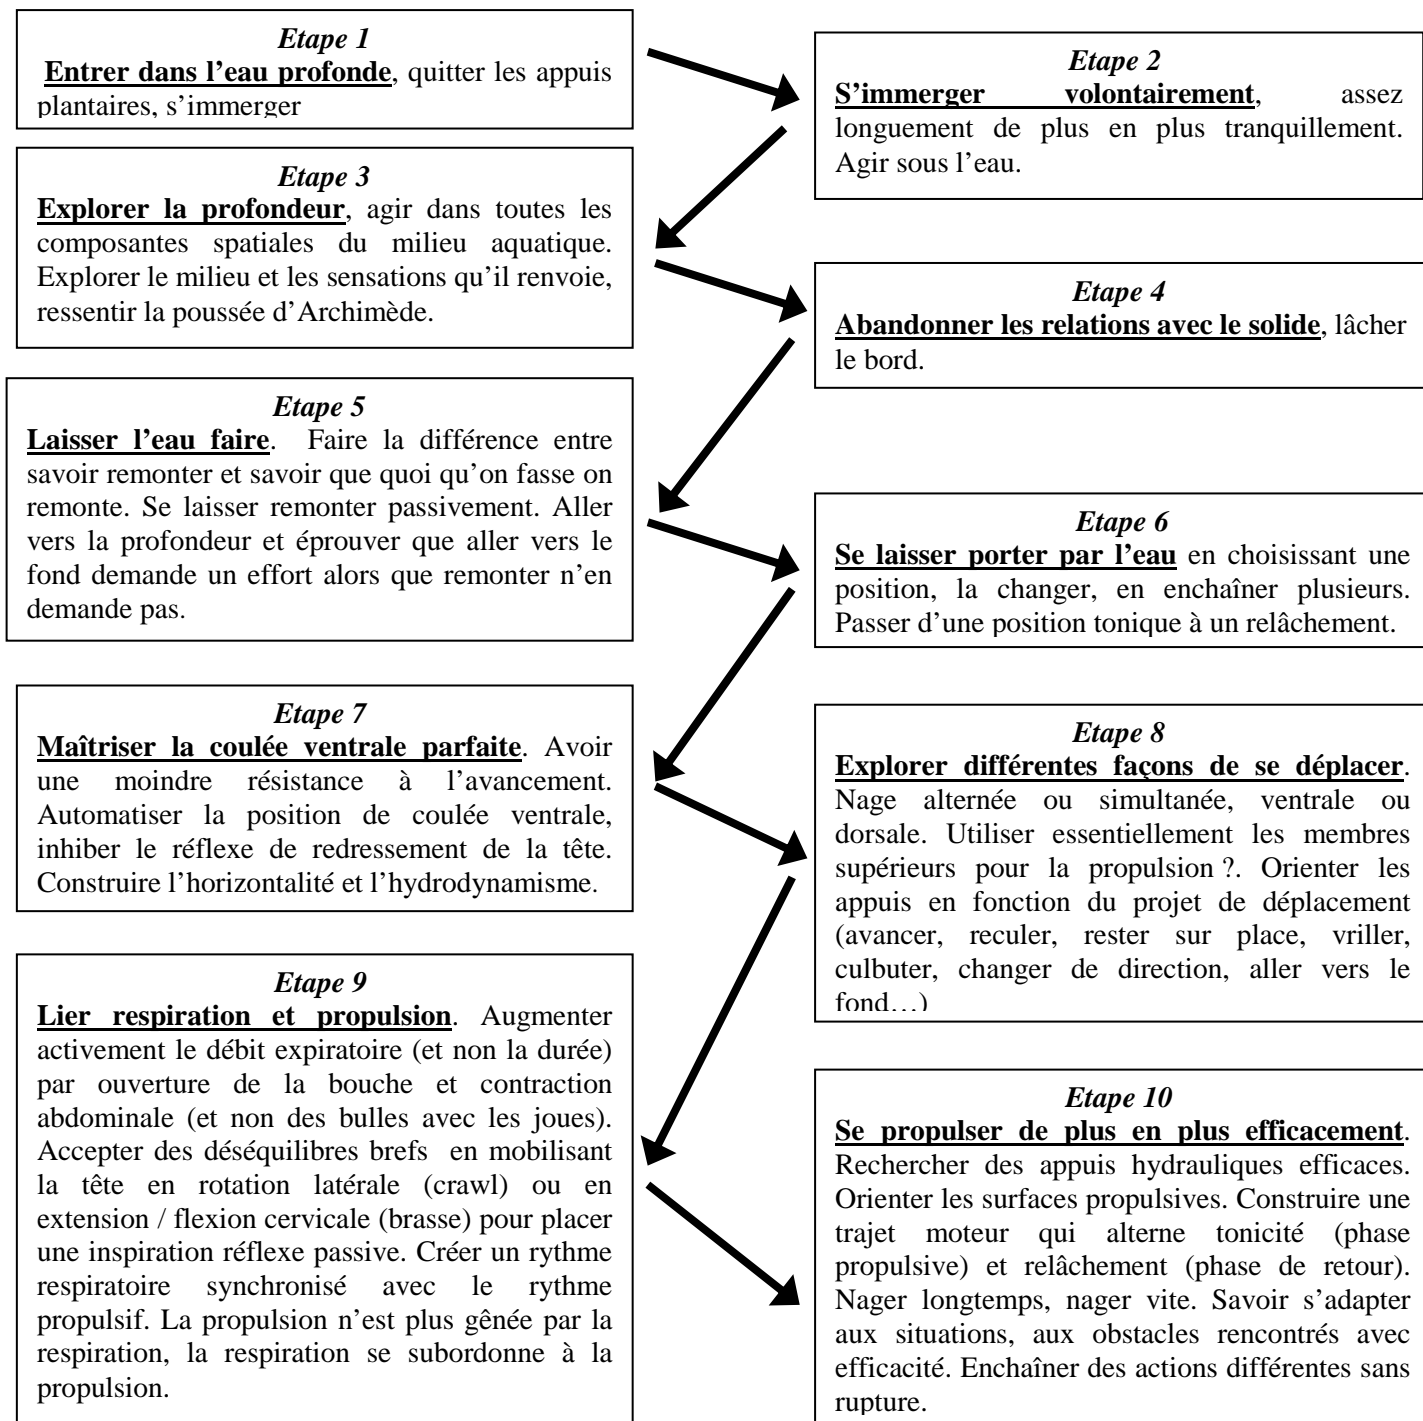 Etape 1
Entrer dans l’eau profonde, quitter les appuis
plantaires, s’immerger
Etape 2
S’immerger volontairement, assez
longuement de plus en plus tranquillement.
Agir sous l’eau.
Etape 3
Explorer la profondeur, agir dans toutes les
composantes spatiales du milieu aquatique.
Explorer le milieu et les sensations qu’il renvoie,
ressentir la poussée d’Archimède.
Etape 4
Abandonner les relations avec le solide, lâcher
le bord.
Etape 5
Laisser l’eau faire. Faire la différence entre
savoir remonter et savoir que quoi qu’on fasse on
remonte. Se laisser remonter passivement. Aller
vers la profondeur et éprouver que aller vers le
fond demande un effort alors que remonter n’en
demande pas.
Etape 6
Se laisser porter par l’eau en choisissant une
position, la changer, en enchaîner plusieurs.
Passer d’une position tonique à un relâchement.
Etape 7
Maîtriser la coulée ventrale parfaite. Avoir
une moindre résistance à l’avancement.
Automatiser la position de coulée ventrale,
inhiber le réflexe de redressement de la tête.
Construire l’horizontalité et l’hydrodynamisme.
Etape 8
Explorer différentes façons de se déplacer.
Nage alternée ou simultanée, ventrale ou
dorsale. Utiliser essentiellement les membres
supérieurs pour la propulsion ?. Orienter les
appuis en fonction du projet de déplacement
(avancer, reculer, rester sur place, vriller,
culbuter, changer de direction, aller vers le
fond…)
Etape 9
Lier respiration et propulsion. Augmenter
activement le débit expiratoire (et non la durée)
par ouverture de la bouche et contraction
abdominale (et non des bulles avec les joues).
Accepter des déséquilibres brefs en mobilisant
la tête en rotation latérale (crawl) ou en
extension / flexion cervicale (brasse) pour placer
une inspiration réflexe passive. Créer un rythme
respiratoire synchronisé avec le rythme
propulsif. La propulsion n’est plus gênée par la
respiration, la respiration se subordonne à la
propulsion.
Etape 10
Se propulser de plus en plus efficacement.
Rechercher des appuis hydrauliques efficaces.
Orienter les surfaces propulsives. Construire une
trajet moteur qui alterne tonicité (phase
propulsive) et relâchement (phase de retour).
Nager longtemps, nager vite. Savoir s’adapter
aux situations, aux obstacles rencontrés avec
efficacité. Enchaîner des actions différentes sans
rupture.